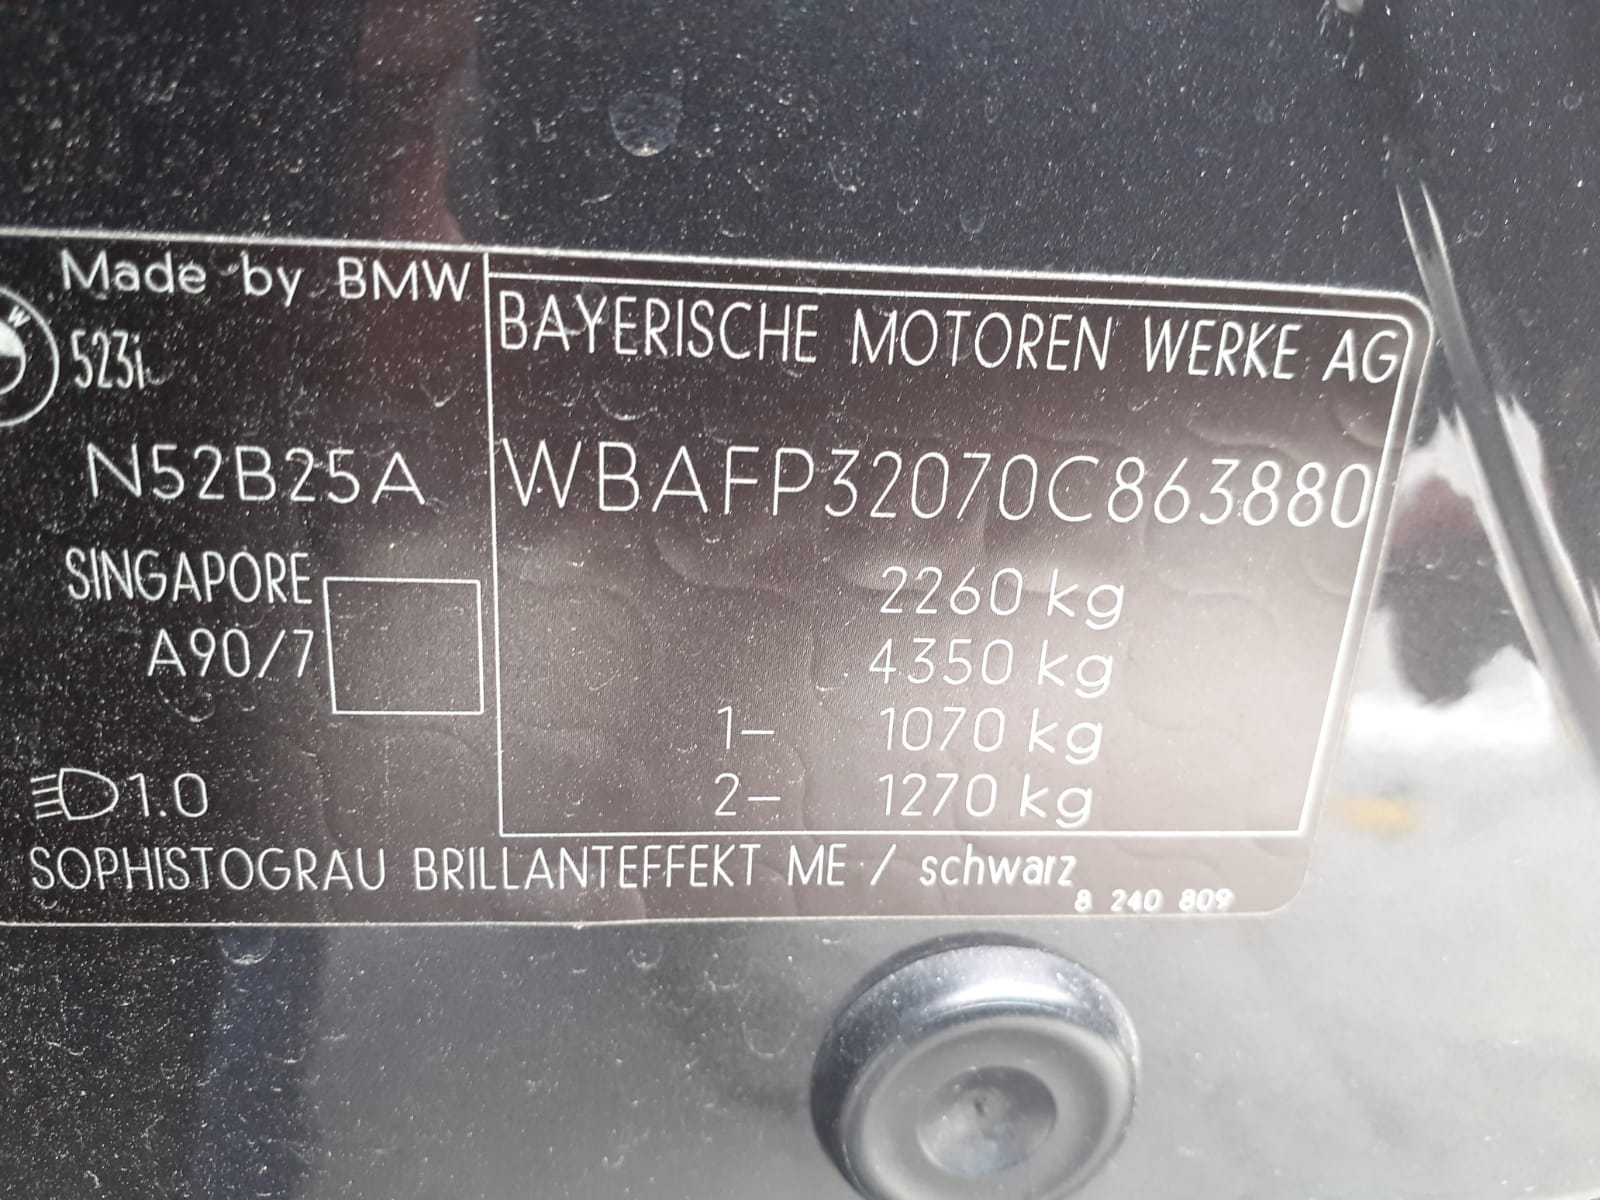 Made by BMW
523i
N52B25A
SINGAPORE
A90/7
1.0
BAYERISCHE MOTOREN WERKE AG
WBAFP32070C863880
2260 kg
4350 kg
1- 1070 kg
2- 1270 kg
SOPHISTOGRAU BRILLANTEFFEKT ME / schwarz
8 240 809